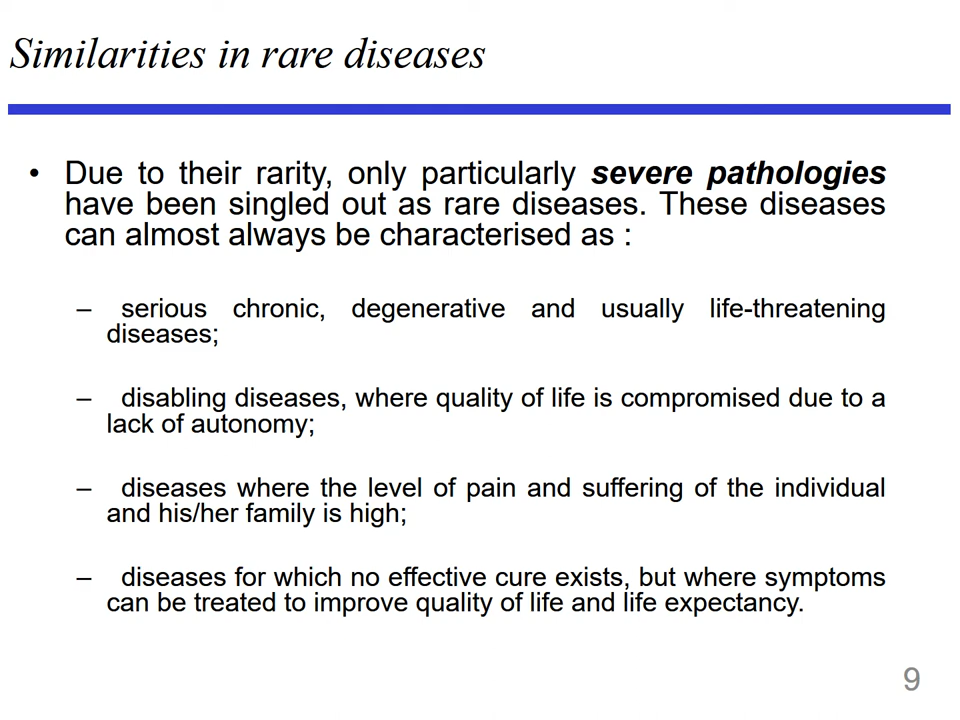 Similarities in rare diseases
• Due to their rarity, only particularly severe pathologies
have been singled out as rare diseases. These diseases
can almost always be characterised as :
– serious chronic, degenerative and usually life-threatening
diseases;
– disabling diseases, where quality of life is compromised due to a
lack of autonomy;
– diseases where the level of pain and suffering of the individual
and his/her family is high;
– diseases for which no effective cure exists, but where symptoms
can be treated to improve quality of life and life expectancy.
9